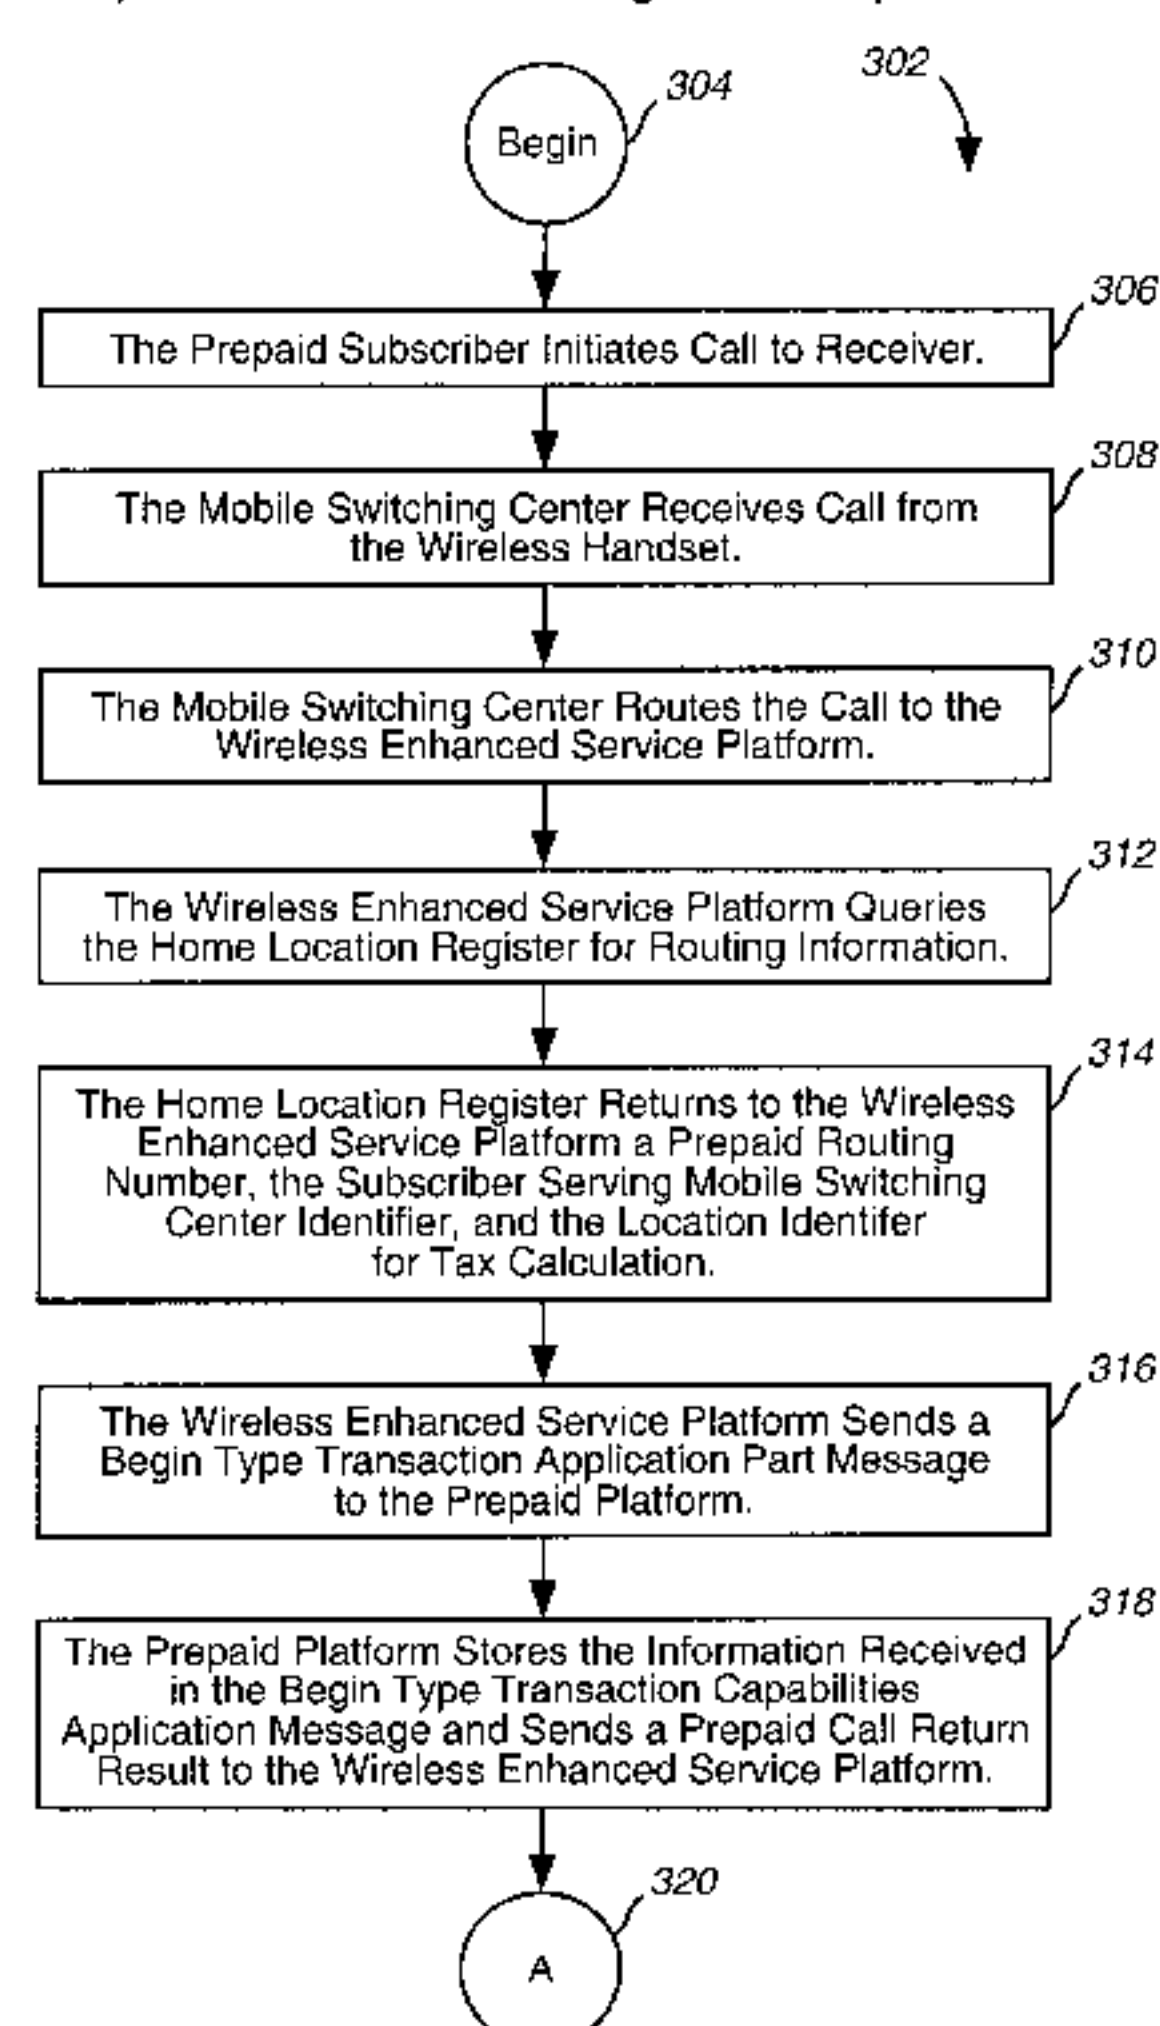 302
304
Begin
306
The Prepaid Subscriber Initiates Call to Receiver.
308
The Mobile Switching Center Receives Call from
the Wireless Handset.
310
The Mobile Switching Center Routes the Call to the
Wireless Enhanced Service Platform.
312
The Wireless Enhanced Service Platform Queries
the Home Location Register for Routing Information.
314
The Home Location Register Returns to the Wireless
Enhanced Service Platform a Prepaid Routing
Number, the Subscriber Serving Mobile Switching
Center Identifier, and the Location Identifer
for Tax Calculation.
316
The Wireless Enhanced Service Platform Sends a
Begin Type Transaction Application Part Message
to the Prepaid Platform.
318
The Prepaid Platform Stores the Information Received
in the Begin Type Transaction Capabilities
Application Message and Sends a Prepaid Call Return
Result to the Wireless Enhanced Service Platform.
320
A